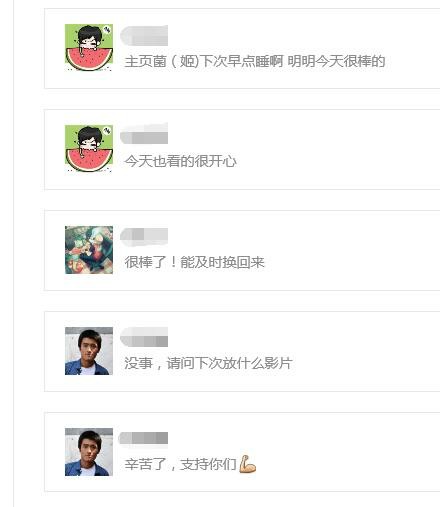 主页菌（姬)下次早点睡啊 明明今天很棒的
今天也看的很开心
很棒了！能及时换回来
没事，请问下次放什么影片
辛苦了，支持你们💪